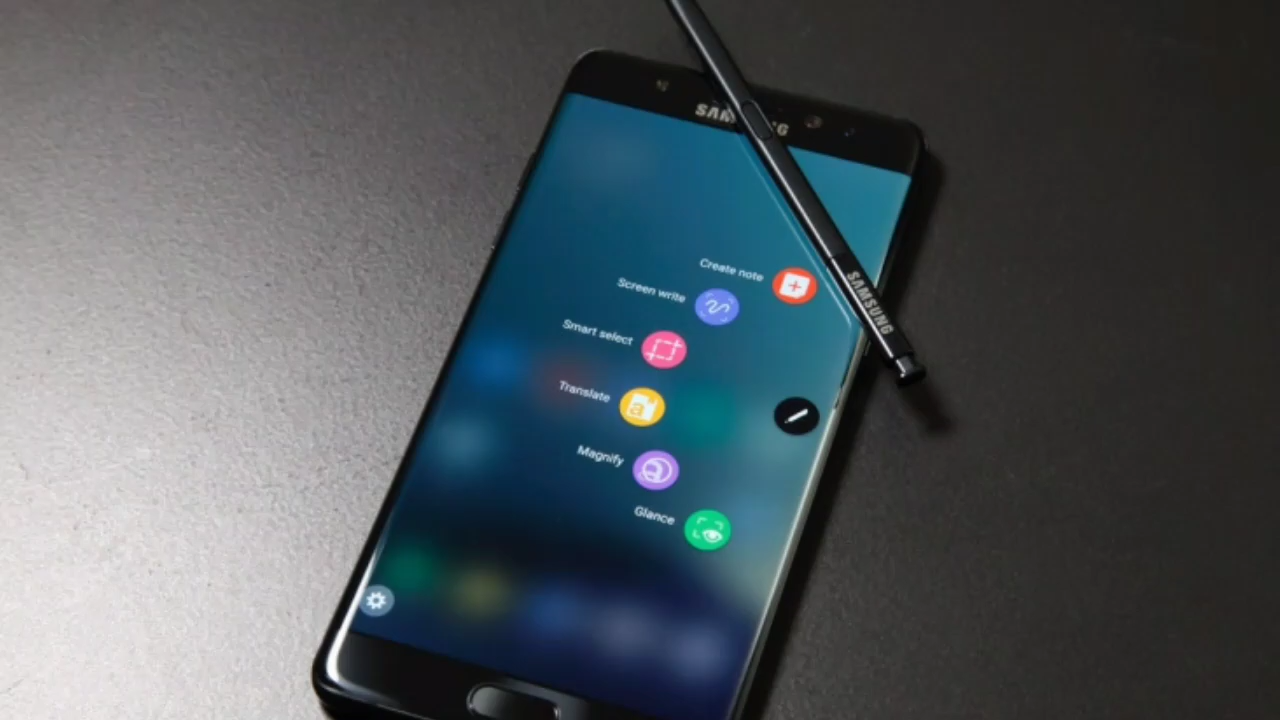 SAMSUNG
SAMSUNG
Create note
Screen write
Smart select
Translate
a
Magnify
Glance